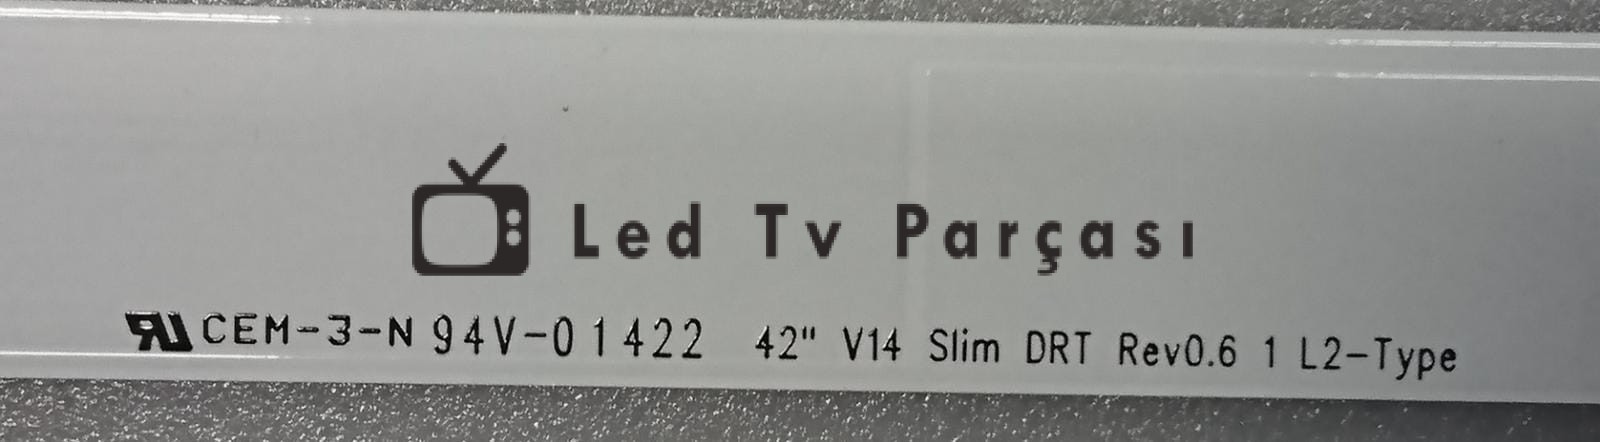 Led Tv Parçası
CEM-3-N 94V-0 1422 42" V14 Slim DRT Rev0.6 1 L2-Type